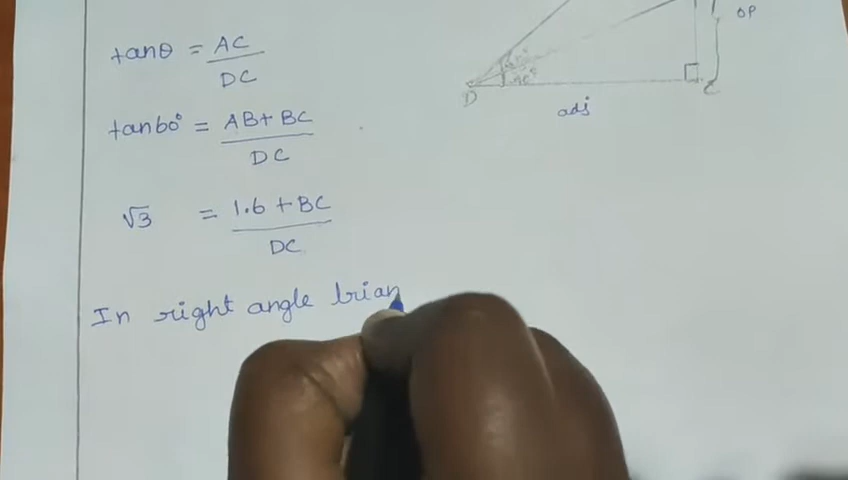 tanθ = AC / DC
tan60° = AB + BC / DC
√3 = 1.6 + BC / DC
In right angle trian
OP
D
C
adj